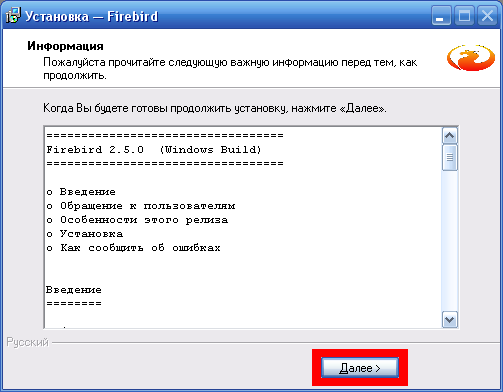 Установка — Firebird
Информация
Пожалуйста прочитайте следующую важную информацию перед тем, как
продолжить.
Когда Вы будете готовы продолжить установку, нажмите «Далее».
==================================
Firebird 2.5.0  (Windows Build)
==================================
o Введение
o Обращение к пользователям
o Особенности этого релиза
o Установка
o Как сообщить об ошибках
Введение
========
Русский
Далее >